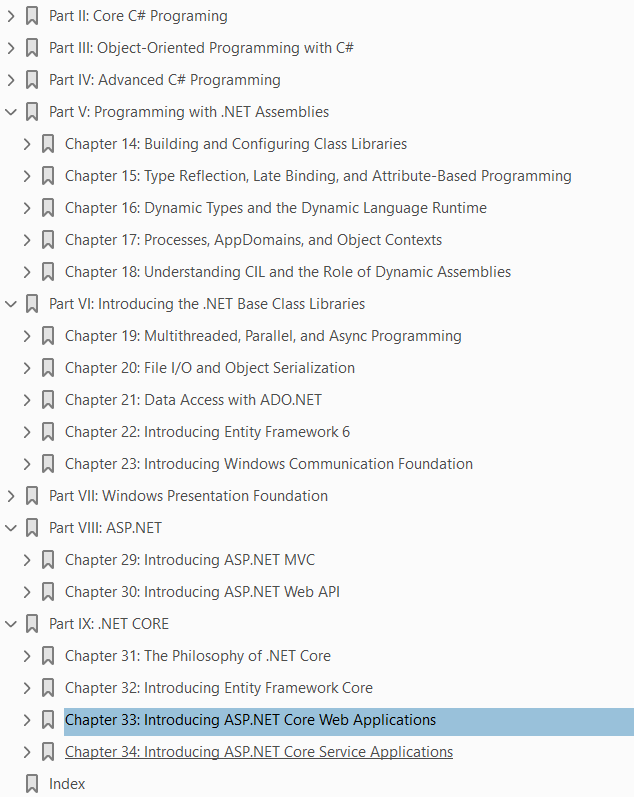 Part II: Core C# Programing
Part III: Object-Oriented Programming with C#
Part IV: Advanced C# Programming
Part V: Programming with .NET Assemblies
Chapter 14: Building and Configuring Class Libraries
Chapter 15: Type Reflection, Late Binding, and Attribute-Based Programming
Chapter 16: Dynamic Types and the Dynamic Language Runtime
Chapter 17: Processes, AppDomains, and Object Contexts
Chapter 18: Understanding CIL and the Role of Dynamic Assemblies
Part VI: Introducing the .NET Base Class Libraries
Chapter 19: Multithreaded, Parallel, and Async Programming
Chapter 20: File I/O and Object Serialization
Chapter 21: Data Access with ADO.NET
Chapter 22: Introducing Entity Framework 6
Chapter 23: Introducing Windows Communication Foundation
Part VII: Windows Presentation Foundation
Part VIII: ASP.NET
Chapter 29: Introducing ASP.NET MVC
Chapter 30: Introducing ASP.NET Web API
Part IX: .NET CORE
Chapter 31: The Philosophy of .NET Core
Chapter 32: Introducing Entity Framework Core
Chapter 33: Introducing ASP.NET Core Web Applications
Chapter 34: Introducing ASP.NET Core Service Applications
Index